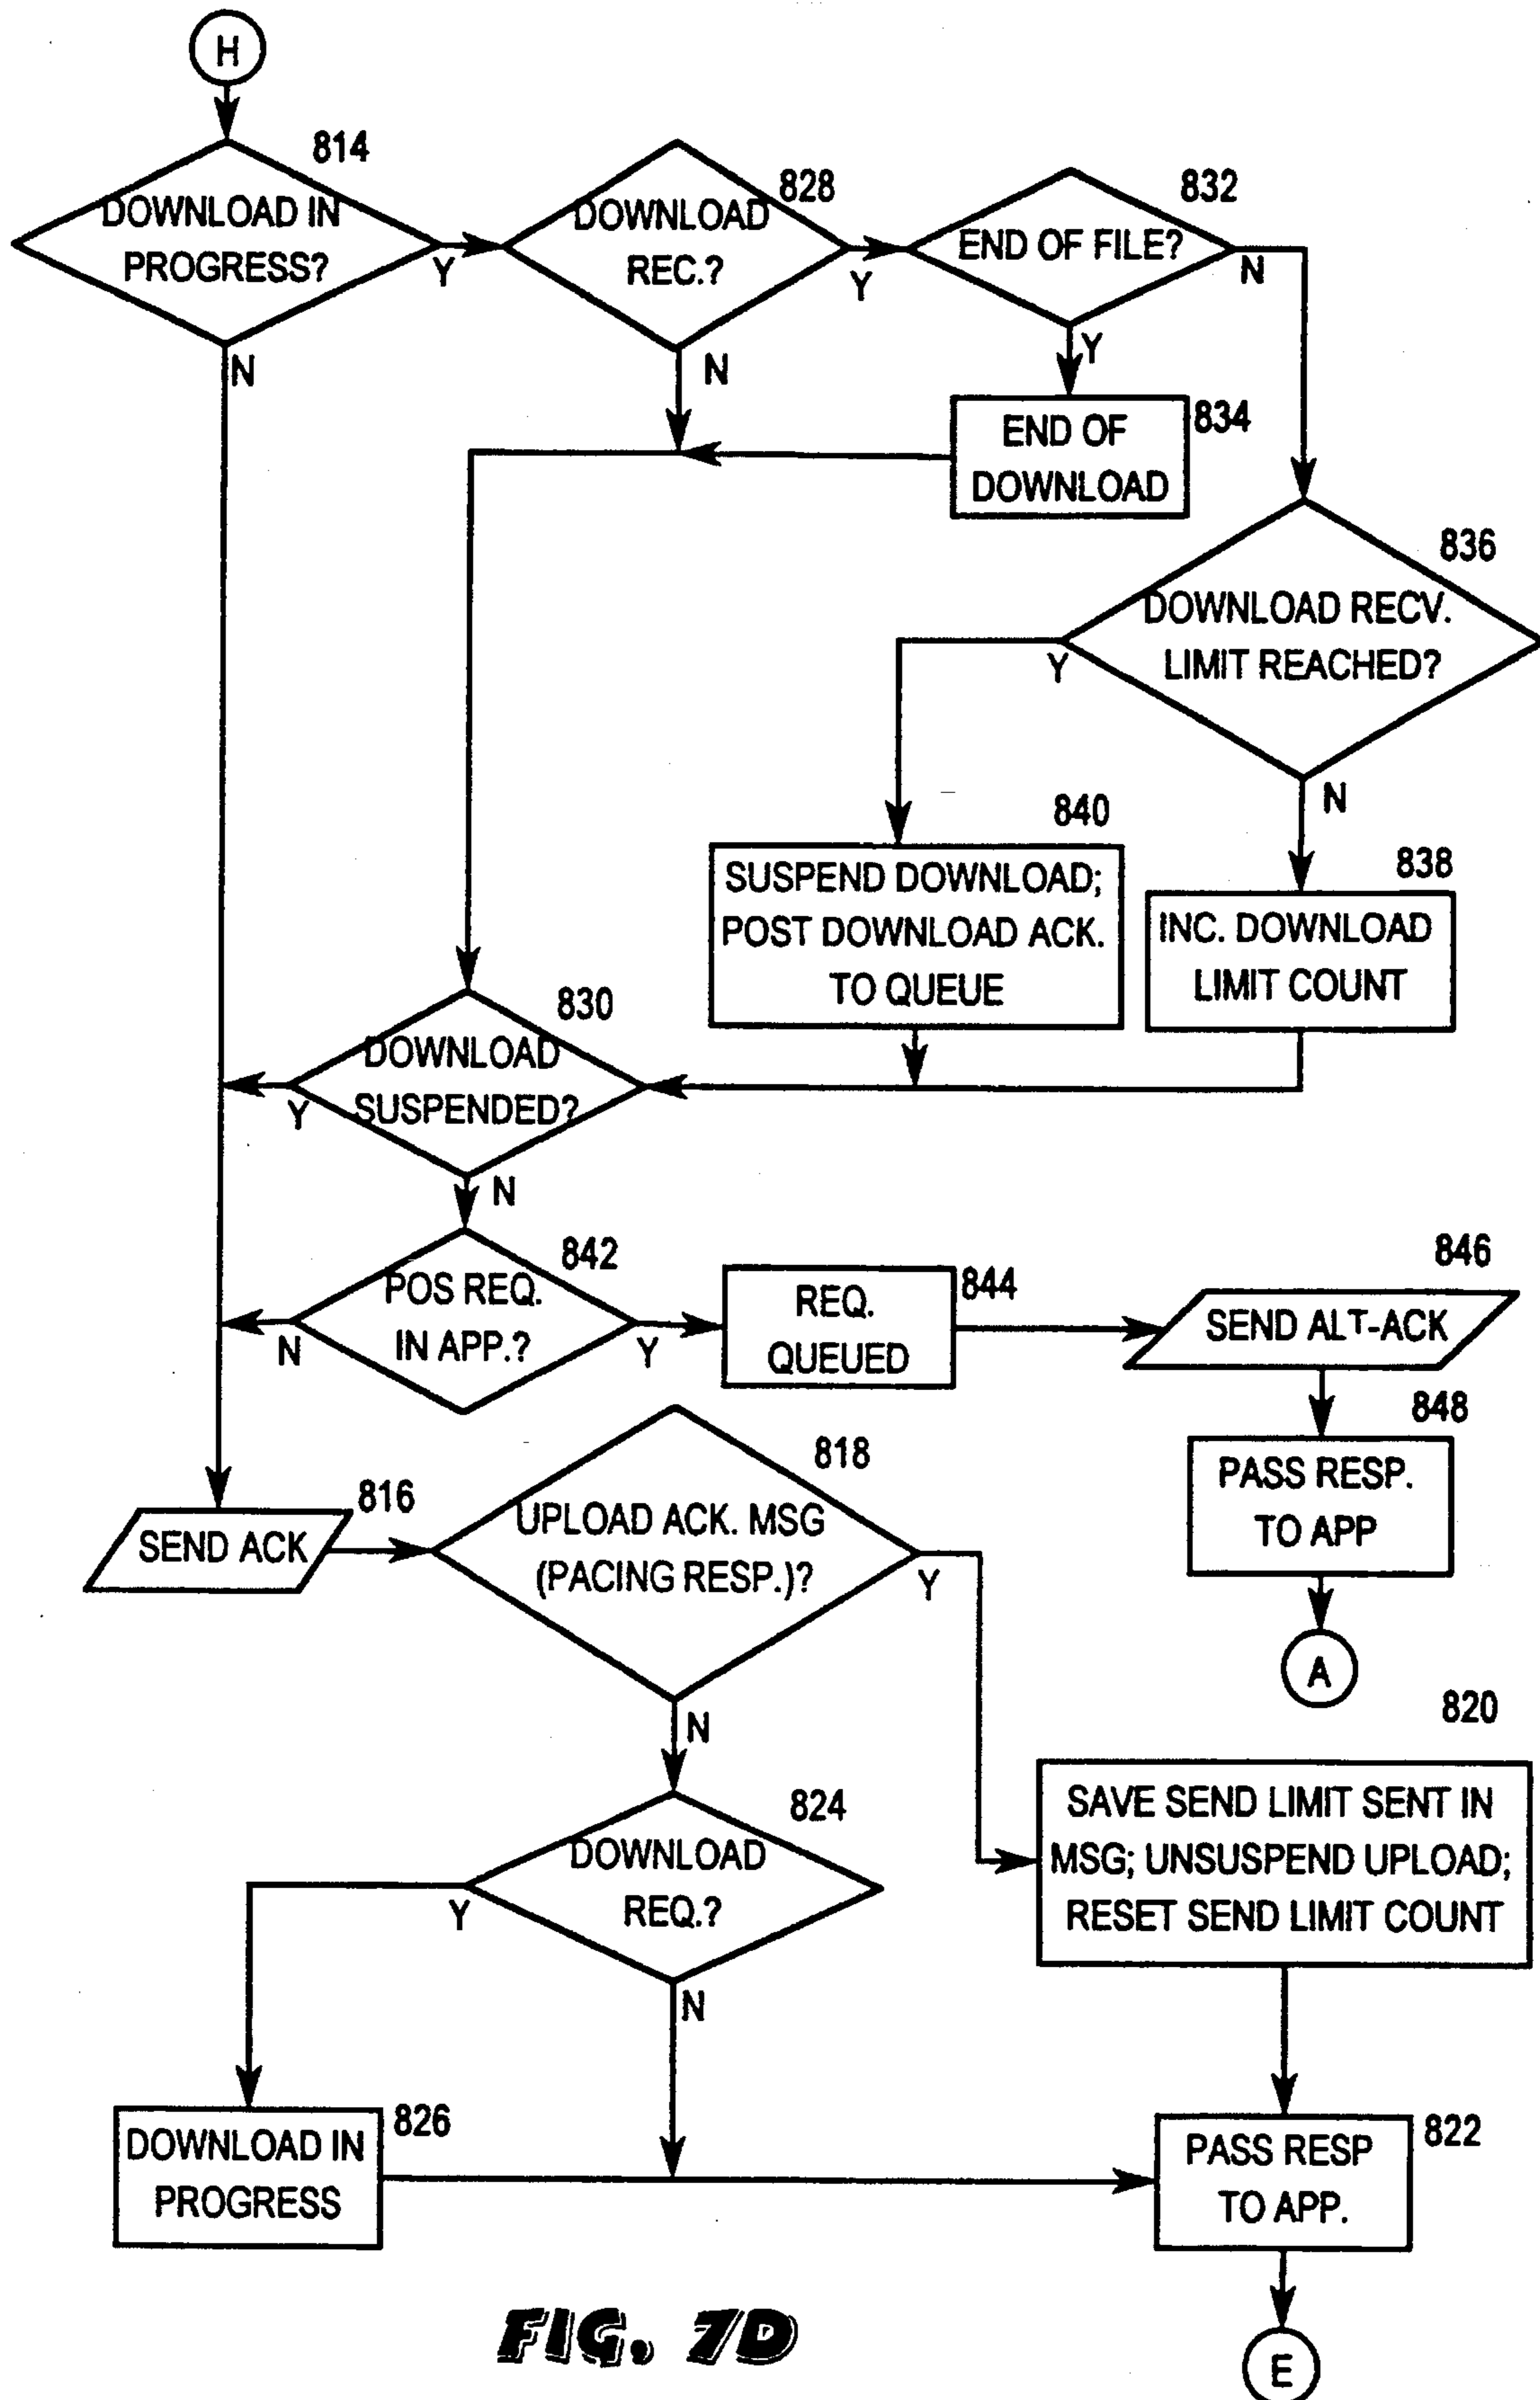 H
814
DOWNLOAD IN
PROGRESS?
Y
N
828
DOWNLOAD
REC.?
Y
N
832
END OF FILE?
N
Y
834
END OF
DOWNLOAD
836
DOWNLOAD RECV.
LIMIT REACHED?
Y
N
840
SUSPEND DOWNLOAD;
POST DOWNLOAD ACK.
TO QUEUE
838
INC. DOWNLOAD
LIMIT COUNT
830
DOWNLOAD
SUSPENDED?
Y
N
842
POS REQ.
IN APP.?
N
Y
844
REQ.
QUEUED
846
SEND ALT-ACK
848
PASS RESP.
TO APP
A
816
SEND ACK
818
UPLOAD ACK. MSG
(PACING RESP.)?
Y
N
820
SAVE SEND LIMIT SENT IN
MSG; UNSUSPEND UPLOAD;
RESET SEND LIMIT COUNT
824
DOWNLOAD
REQ.?
Y
N
826
DOWNLOAD IN
PROGRESS
822
PASS RESP
TO APP.
E
FIG. 7D